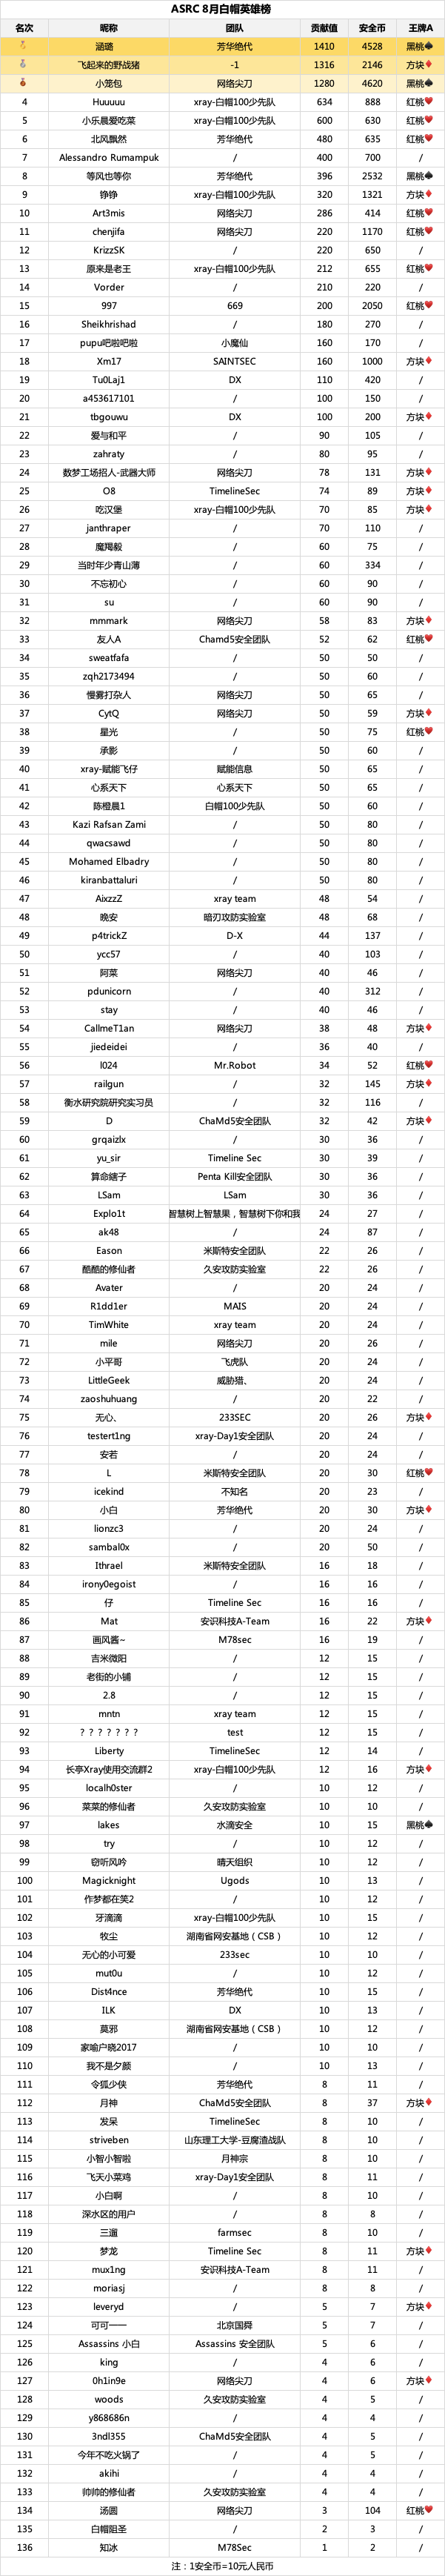 ASRC 8月白帽英雄榜
名次 昵称 团队 贡献值 安全币 王牌A
涵璐 芳华绝代 1410 4528 黑桃♠
飞起来的野战猪 -1 1316 2146 方块♦
小笼包 网络尖刀 1280 4620 黑桃♠
4 Huuuuu xray-白帽100少先队 634 888 红桃♥
5 小乐晨爱吃菜 xray-白帽100少先队 600 630 红桃♥
6 北风飘然 芳华绝代 480 635 红桃♥
7 Alessandro Rumampuk / 400 700 /
8 等风也等你 芳华绝代 396 2532 黑桃♠
9 铮铮 xray-白帽100少先队 320 1321 方块♦
10 Art3mis 网络尖刀 286 414 红桃♥
11 chenjifa 网络尖刀 220 1170 红桃♥
12 KrizzSK / 220 650 /
13 原来是老王 xray-白帽100少先队 212 655 红桃♥
14 Vorder / 210 220 /
15 997 669 200 2050 红桃♥
16 Sheikhrishad / 180 270 /
17 pupu吧啦吧啦 小魔仙 160 170 /
18 Xm17 SAINTSEC 160 1000 方块♦
19 Tu0Laj1 DX 110 420 /
20 a453617101 / 100 150 /
21 tbgouwu DX 100 200 方块♦
22 爱与和平 / 90 105 /
23 zahraty / 80 95 /
24 数梦工场招人-武器大师 网络尖刀 78 131 方块♦
25 O8 TimelineSec 74 89 方块♦
26 吃汉堡 xray-白帽100少先队 70 85 方块♦
27 janthraper / 70 110 /
28 魔羯毅 / 60 75 /
29 当时年少青山薄 / 60 334 /
30 不忘初心 / 60 90 /
31 su / 60 90 /
32 mmmark 网络尖刀 58 83 方块♦
33 友人A Chamd5安全团队 52 62 红桃♥
34 sweatfafa / 50 50 /
35 zqh2173494 / 50 60 /
36 慢雾打杂人 网络尖刀 50 65 /
37 CytQ 网络尖刀 50 59 方块♦
38 星光 / 50 75 红桃♥
39 承影 / 50 60 /
40 xray-赋能飞仔 赋能信息 50 65 /
41 心系天下 心系天下 50 65 /
42 陈橙晨1 白帽100少先队 50 60 /
43 Kazi Rafsan Zami / 50 80 /
44 qwacsawd / 50 80 /
45 Mohamed Elbadry / 50 80 /
46 kiranbattaluri / 50 80 /
47 AixzzZ xray team 48 54 /
48 晚安 暗刃攻防实验室 48 68 /
49 p4trickZ D-X 44 137 /
50 ycc57 / 40 103 /
51 阿菜 网络尖刀 40 46 /
52 pdunicorn / 40 312 /
53 stay / 40 46 /
54 CallmeT1an 网络尖刀 38 48 方块♦
55 jiedeidei / 36 40 /
56 l024 Mr.Robot 34 52 红桃♥
57 railgun / 32 145 方块♦
58 衡水研究院研究实习员 / 32 116 /
59 D ChaMd5安全团队 32 42 方块♦
60 grqaizlx / 30 36 /
61 yu_sir Timeline Sec 30 39 /
62 算命瞎子 Penta Kill安全团队 30 36 /
63 LSam LSam 30 36 /
64 Explo1t 智慧树上智慧果，智慧树下你和我 24 27 /
65 ak48 / 24 87 /
66 Eason 米斯特安全团队 22 26 /
67 酷酷的修仙者 久安攻防实验室 22 26 /
68 Avater / 20 24 /
69 R1dd1er MAIS 20 24 /
70 TimWhite xray team 20 24 /
71 mile 网络尖刀 20 26 /
72 小平哥 飞虎队 20 24 /
73 LittleGeek 威胁猎、 20 24 /
74 zaoshuhuang / 20 22 /
75 无心、 233SEC 20 26 方块♦
76 testert1ng xray-Day1安全团队 20 24 /
77 安若 / 20 24 /
78 L 米斯特安全团队 20 30 红桃♥
79 icekind 不知名 20 23 /
80 小白 芳华绝代 20 30 方块♦
81 lionzc3 / 20 24 /
82 sambal0x / 20 50 /
83 Ithrael 米斯特安全团队 16 18 /
84 irony0egoist / 16 16 /
85 仔 Timeline Sec 16 16 /
86 Mat 安识科技A-Team 16 22 方块♦
87 画风酱~ M78sec 16 19 /
88 吉米微阳 / 12 15 /
89 老街的小铺 / 12 15 /
90 2.8 / 12 15 /
91 mntn xray team 12 15 /
92 ？？？？？？？ test 12 15 /
93 Liberty TimelineSec 12 14 /
94 长亭Xray使用交流群2 xray-白帽100少先队 12 16 方块♦
95 localh0ster / 10 12 /
96 菜菜的修仙者 久安攻防实验室 10 10 /
97 lakes 水滴安全 10 15 黑桃♠
98 try / 10 12 /
99 窃听风吟 晴天组织 10 12 /
100 Magicknight Ugods 10 13 /
101 作梦都在笑2 / 10 12 /
102 牙滴滴 xray-白帽100少先队 10 15 /
103 牧尘 湖南省网安基地（CSB） 10 12 /
104 无心的小可爱 233sec 10 10 /
105 mut0u / 10 12 /
106 Dist4nce 芳华绝代 10 15 /
107 ILK DX 10 13 /
108 莫邪 湖南省网安基地（CSB） 10 12 /
109 家喻户晓2017 / 10 10 /
110 我不是夕颜 / 10 13 /
111 令狐少侠 芳华绝代 8 11 /
112 月神 ChaMd5安全团队 8 37 方块♦
113 发呆 TimelineSec 8 10 /
114 striveben 山东理工大学-豆腐渣战队 8 10 /
115 小智小智啦 月神宗 8 10 /
116 飞天小菜鸡 xray-Day1安全团队 8 11 /
117 小白啊 / 8 10 /
118 深水区的用户 / 8 8 /
119 三遛 farmsec 8 10 /
120 梦龙 Timeline Sec 8 11 方块♦
121 mux1ng 安识科技A-Team 8 11 /
122 moriasj / 8 8 /
123 leveryd / 5 7 方块♦
124 可可一一 北京国舜 5 7 /
125 Assassins 小白 Assassins 安全团队 5 6 /
126 king / 4 6 /
127 0h1in9e 网络尖刀 4 6 方块♦
128 woods 久安攻防实验室 4 5 /
129 y868686n / 4 4 /
130 3ndl355 ChaMd5安全团队 4 5 /
131 今年不吃火锅了 / 4 5 /
132 akihi / 4 4 /
133 帅帅的修仙者 久安攻防实验室 4 4 /
134 汤圆 网络尖刀 3 104 红桃♥
135 白帽阻圣 / 2 3 /
136 知冰 M78Sec 1 2 /
注：1安全币=10元人民币